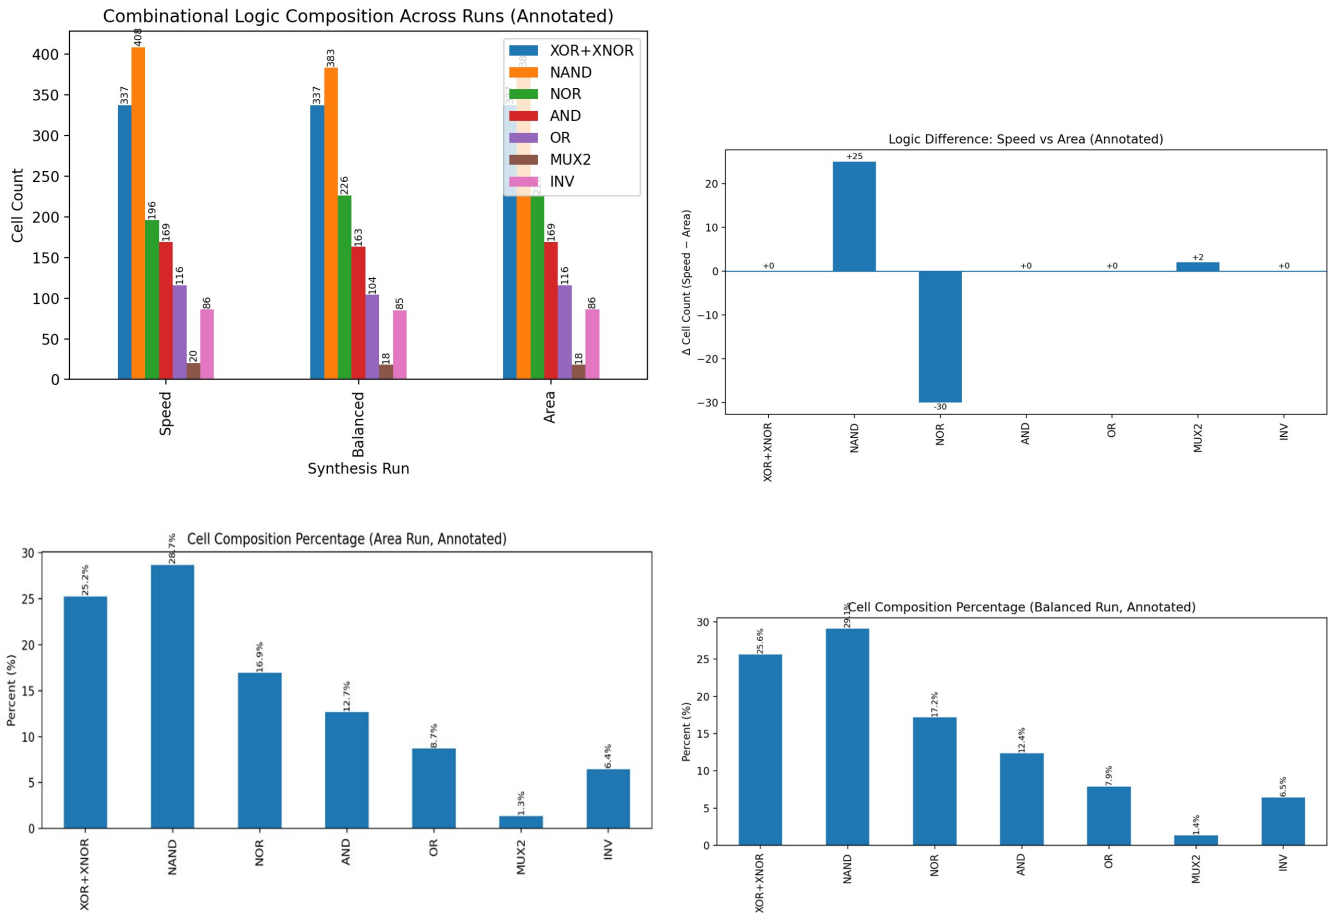 Combinational Logic Composition Across Runs (Annotated)
Cell Count
400
350
300
250
200
150
100
50
0
337
408
196
169
116
20
86
337
383
226
163
104
18
85
169
116
18
86
XOR+XNOR
NAND
NOR
AND
OR
MUX2
INV
Speed
Balanced
Area
Synthesis Run
Logic Difference: Speed vs Area (Annotated)
Δ Cell Count (Speed − Area)
20
10
0
−10
−20
−30
+0
+25
-30
+0
+0
+2
+0
XOR+XNOR
NAND
NOR
AND
OR
MUX2
INV
Cell Composition Percentage (Area Run, Annotated)
Percent (%)
30
25
20
15
10
5
0
25.2%
28.7%
16.9%
12.7%
8.7%
1.3%
6.4%
XOR+XNOR
NAND
NOR
AND
OR
MUX2
INV
Cell Composition Percentage (Balanced Run, Annotated)
Percent (%)
30
25
20
15
10
5
0
25.6%
29.1%
17.2%
12.4%
7.9%
1.4%
6.5%
XOR+XNOR
NAND
NOR
AND
OR
MUX2
INV